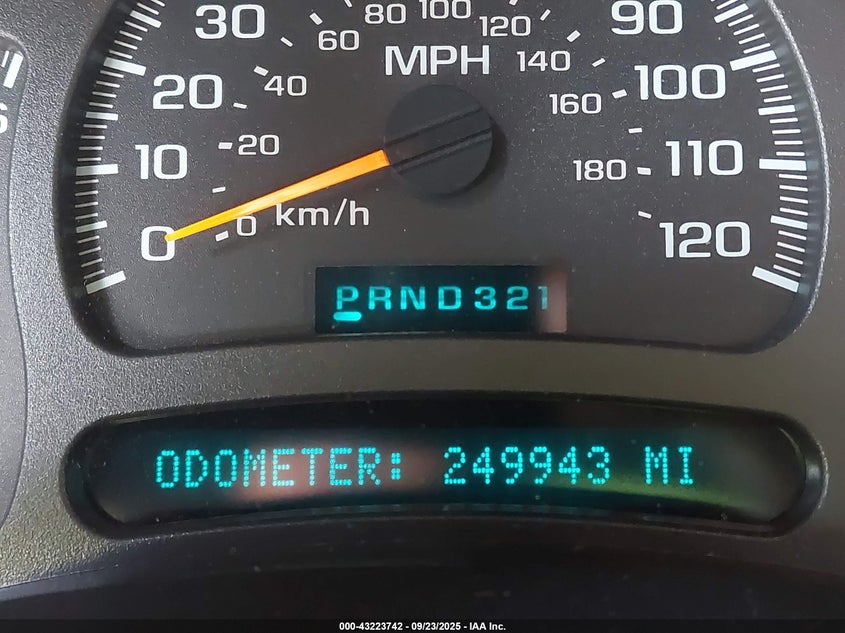 80 100 120
30 60 MPH 140 90
20 40 160 100
10 20 180 110
0 0 km/h 120
PRND321
ODOMETER: 249943 MI
000-43223742 - 09/23/2025 - IAA Inc.